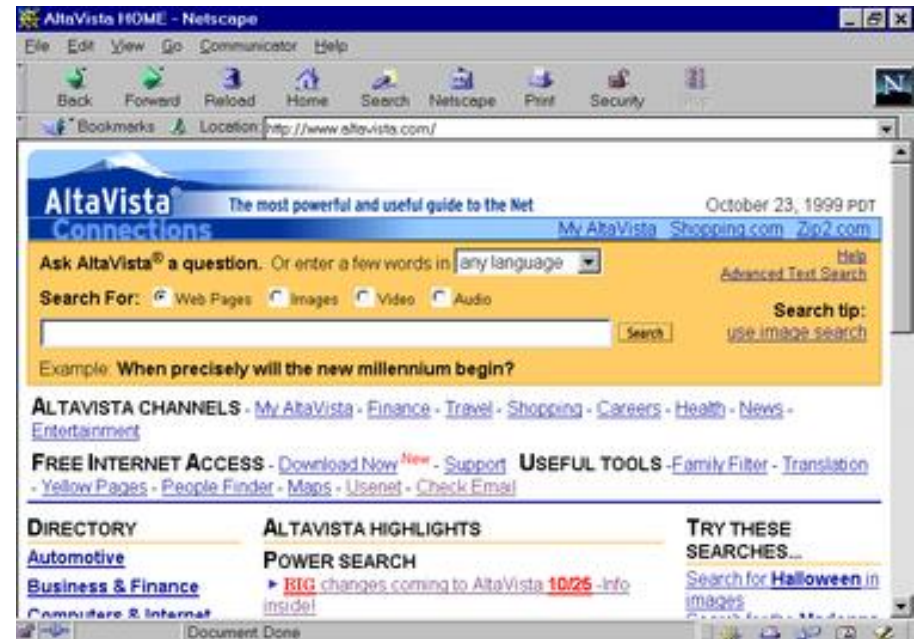 AltaVista HOME - Netscape
File Edit View Go Communicator Help
Back Forward Reload Home Search Netscape Print Security
Bookmarks Location: http://www.altavista.com/
AltaVista® The most powerful and useful guide to the Net October 23, 1999 PDT
Connections My AltaVista Shopping.com Zip2.com
Ask AltaVista® a question. Or enter a few words in any language Help
Advanced Text Search
Search For: Web Pages Images Video Audio
Search tip:
Search use image search
Example: When precisely will the new millennium begin?
ALTAVISTA CHANNELS - My AltaVista - Finance - Travel - Shopping - Careers - Health - News -
Entertainment
FREE INTERNET ACCESS - Download Now New - Support USEFUL TOOLS - Family Filter - Translation
- Yellow Pages - People Finder - Maps - Usenet - Check Email
DIRECTORY
Automotive
Business & Finance
Computers & Internet
ALTAVISTA HIGHLIGHTS
POWER SEARCH
BIG changes coming to AltaVista 10/25 -Info
inside!
TRY THESE
SEARCHES...
Search for Halloween in
images
Document Done